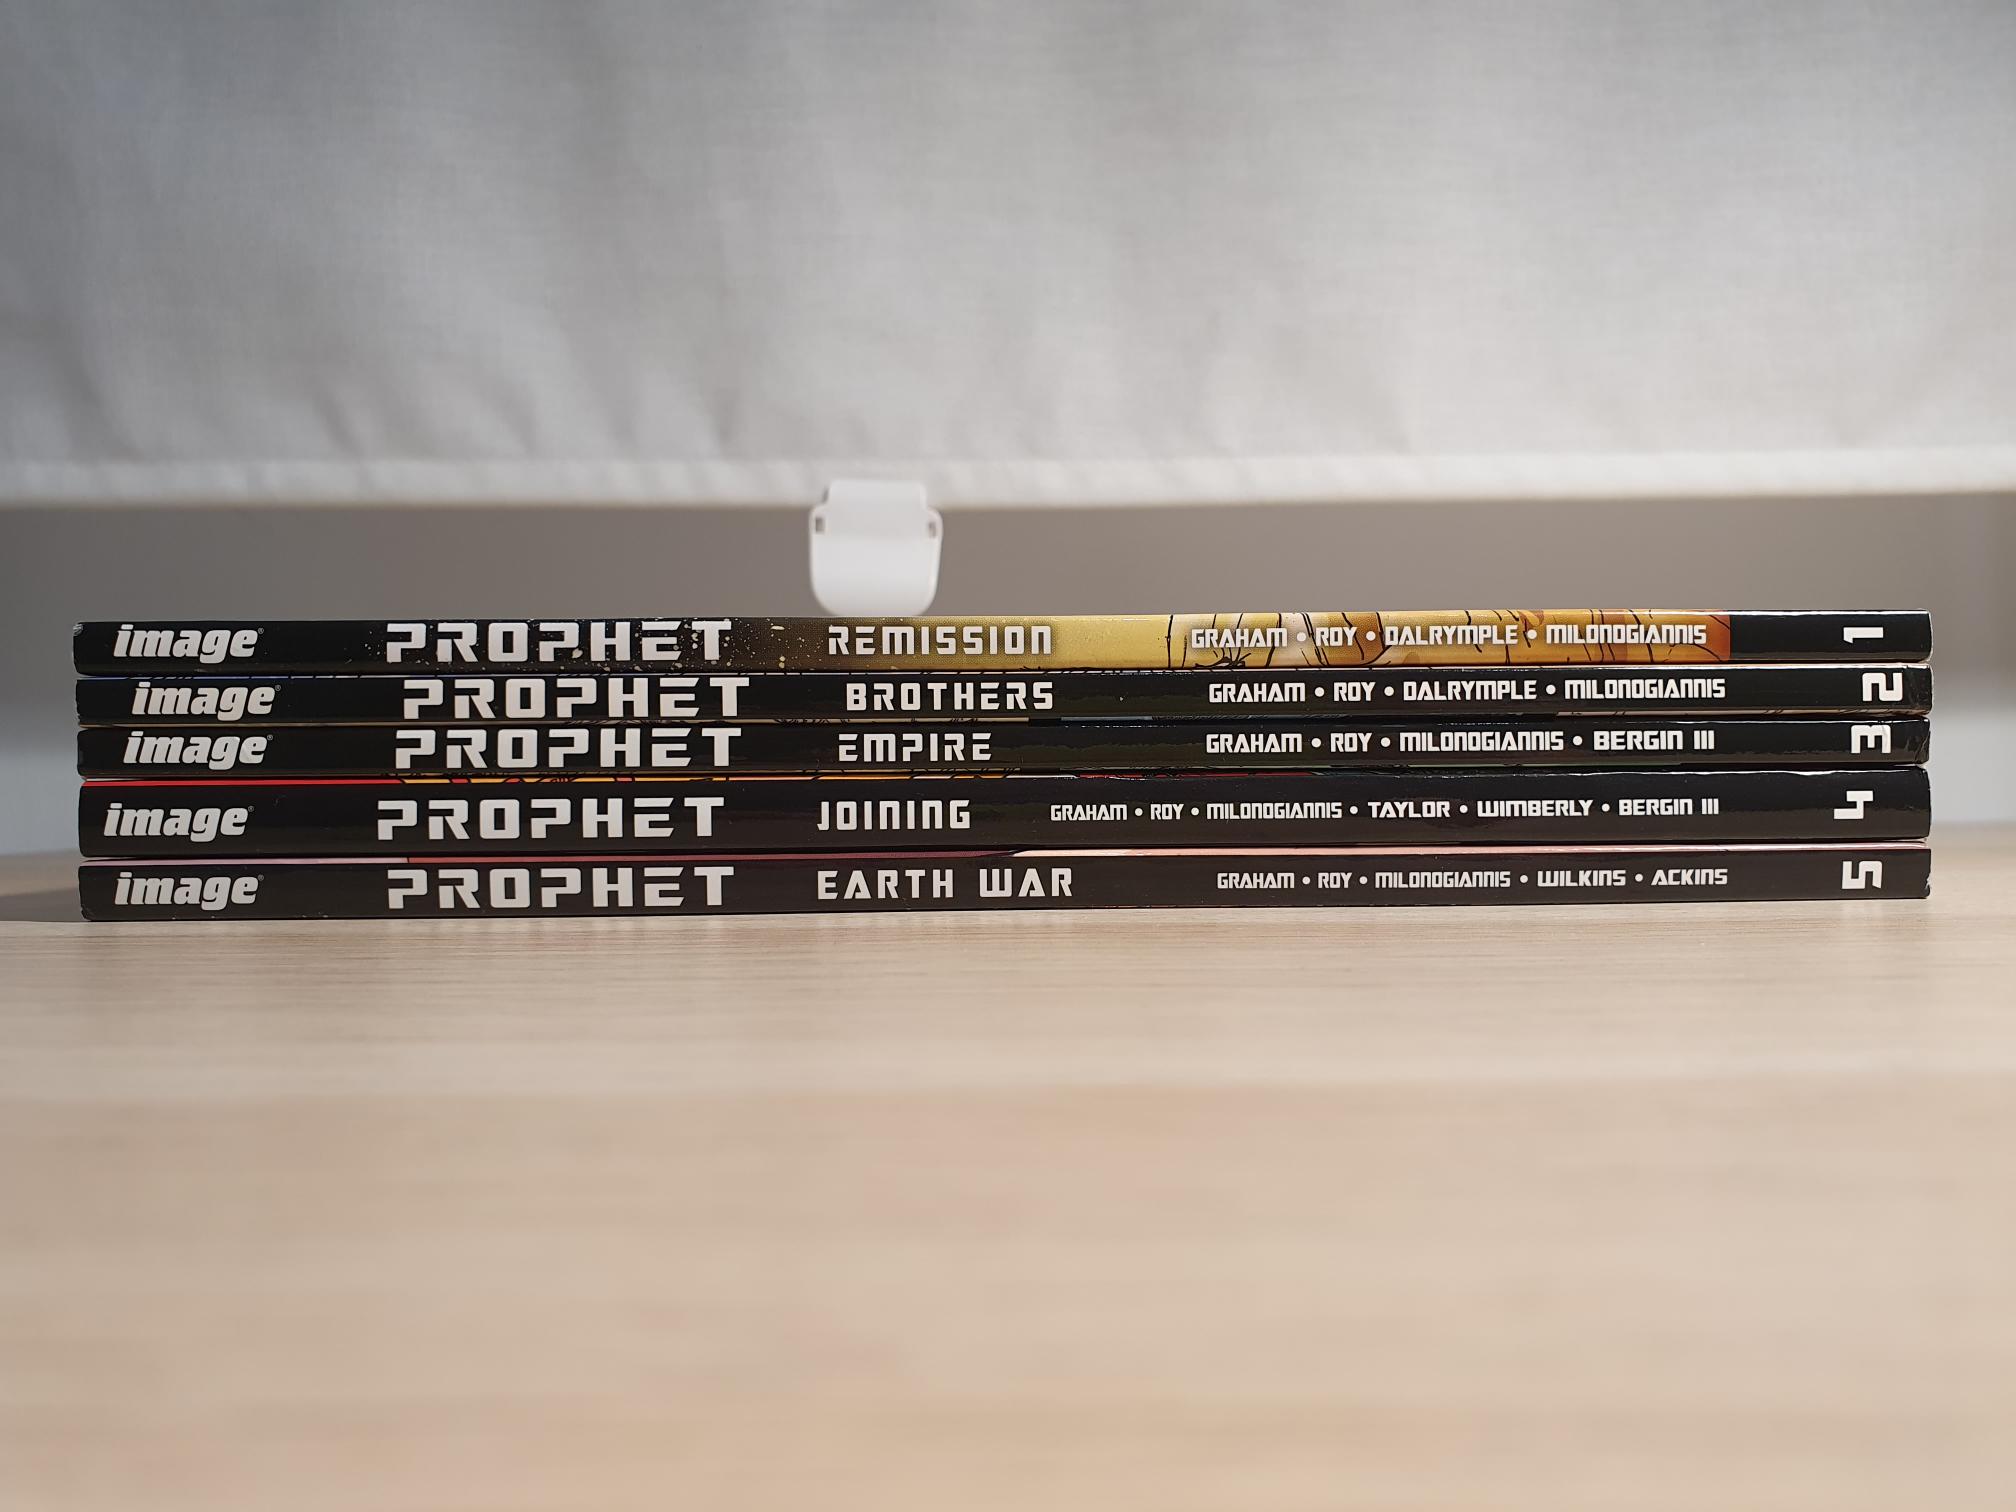 image® PROPHET REMISSION GRAHAM • ROY • DALRYMPLE • MILONOGIANNIS 1
image® PROPHET BROTHERS GRAHAM • ROY • DALRYMPLE • MILONOGIANNIS 2
image® PROPHET EMPIRE GRAHAM • ROY • MILONOGIANNIS • BERGIN III 3
image® PROPHET JOINING GRAHAM • ROY • MILONOGIANNIS • TAYLOR • WIMBERLY • BERGIN III 4
image® PROPHET EARTH WAR GRAHAM • ROY • MILONOGIANNIS • WILKINS • ACKINS 5